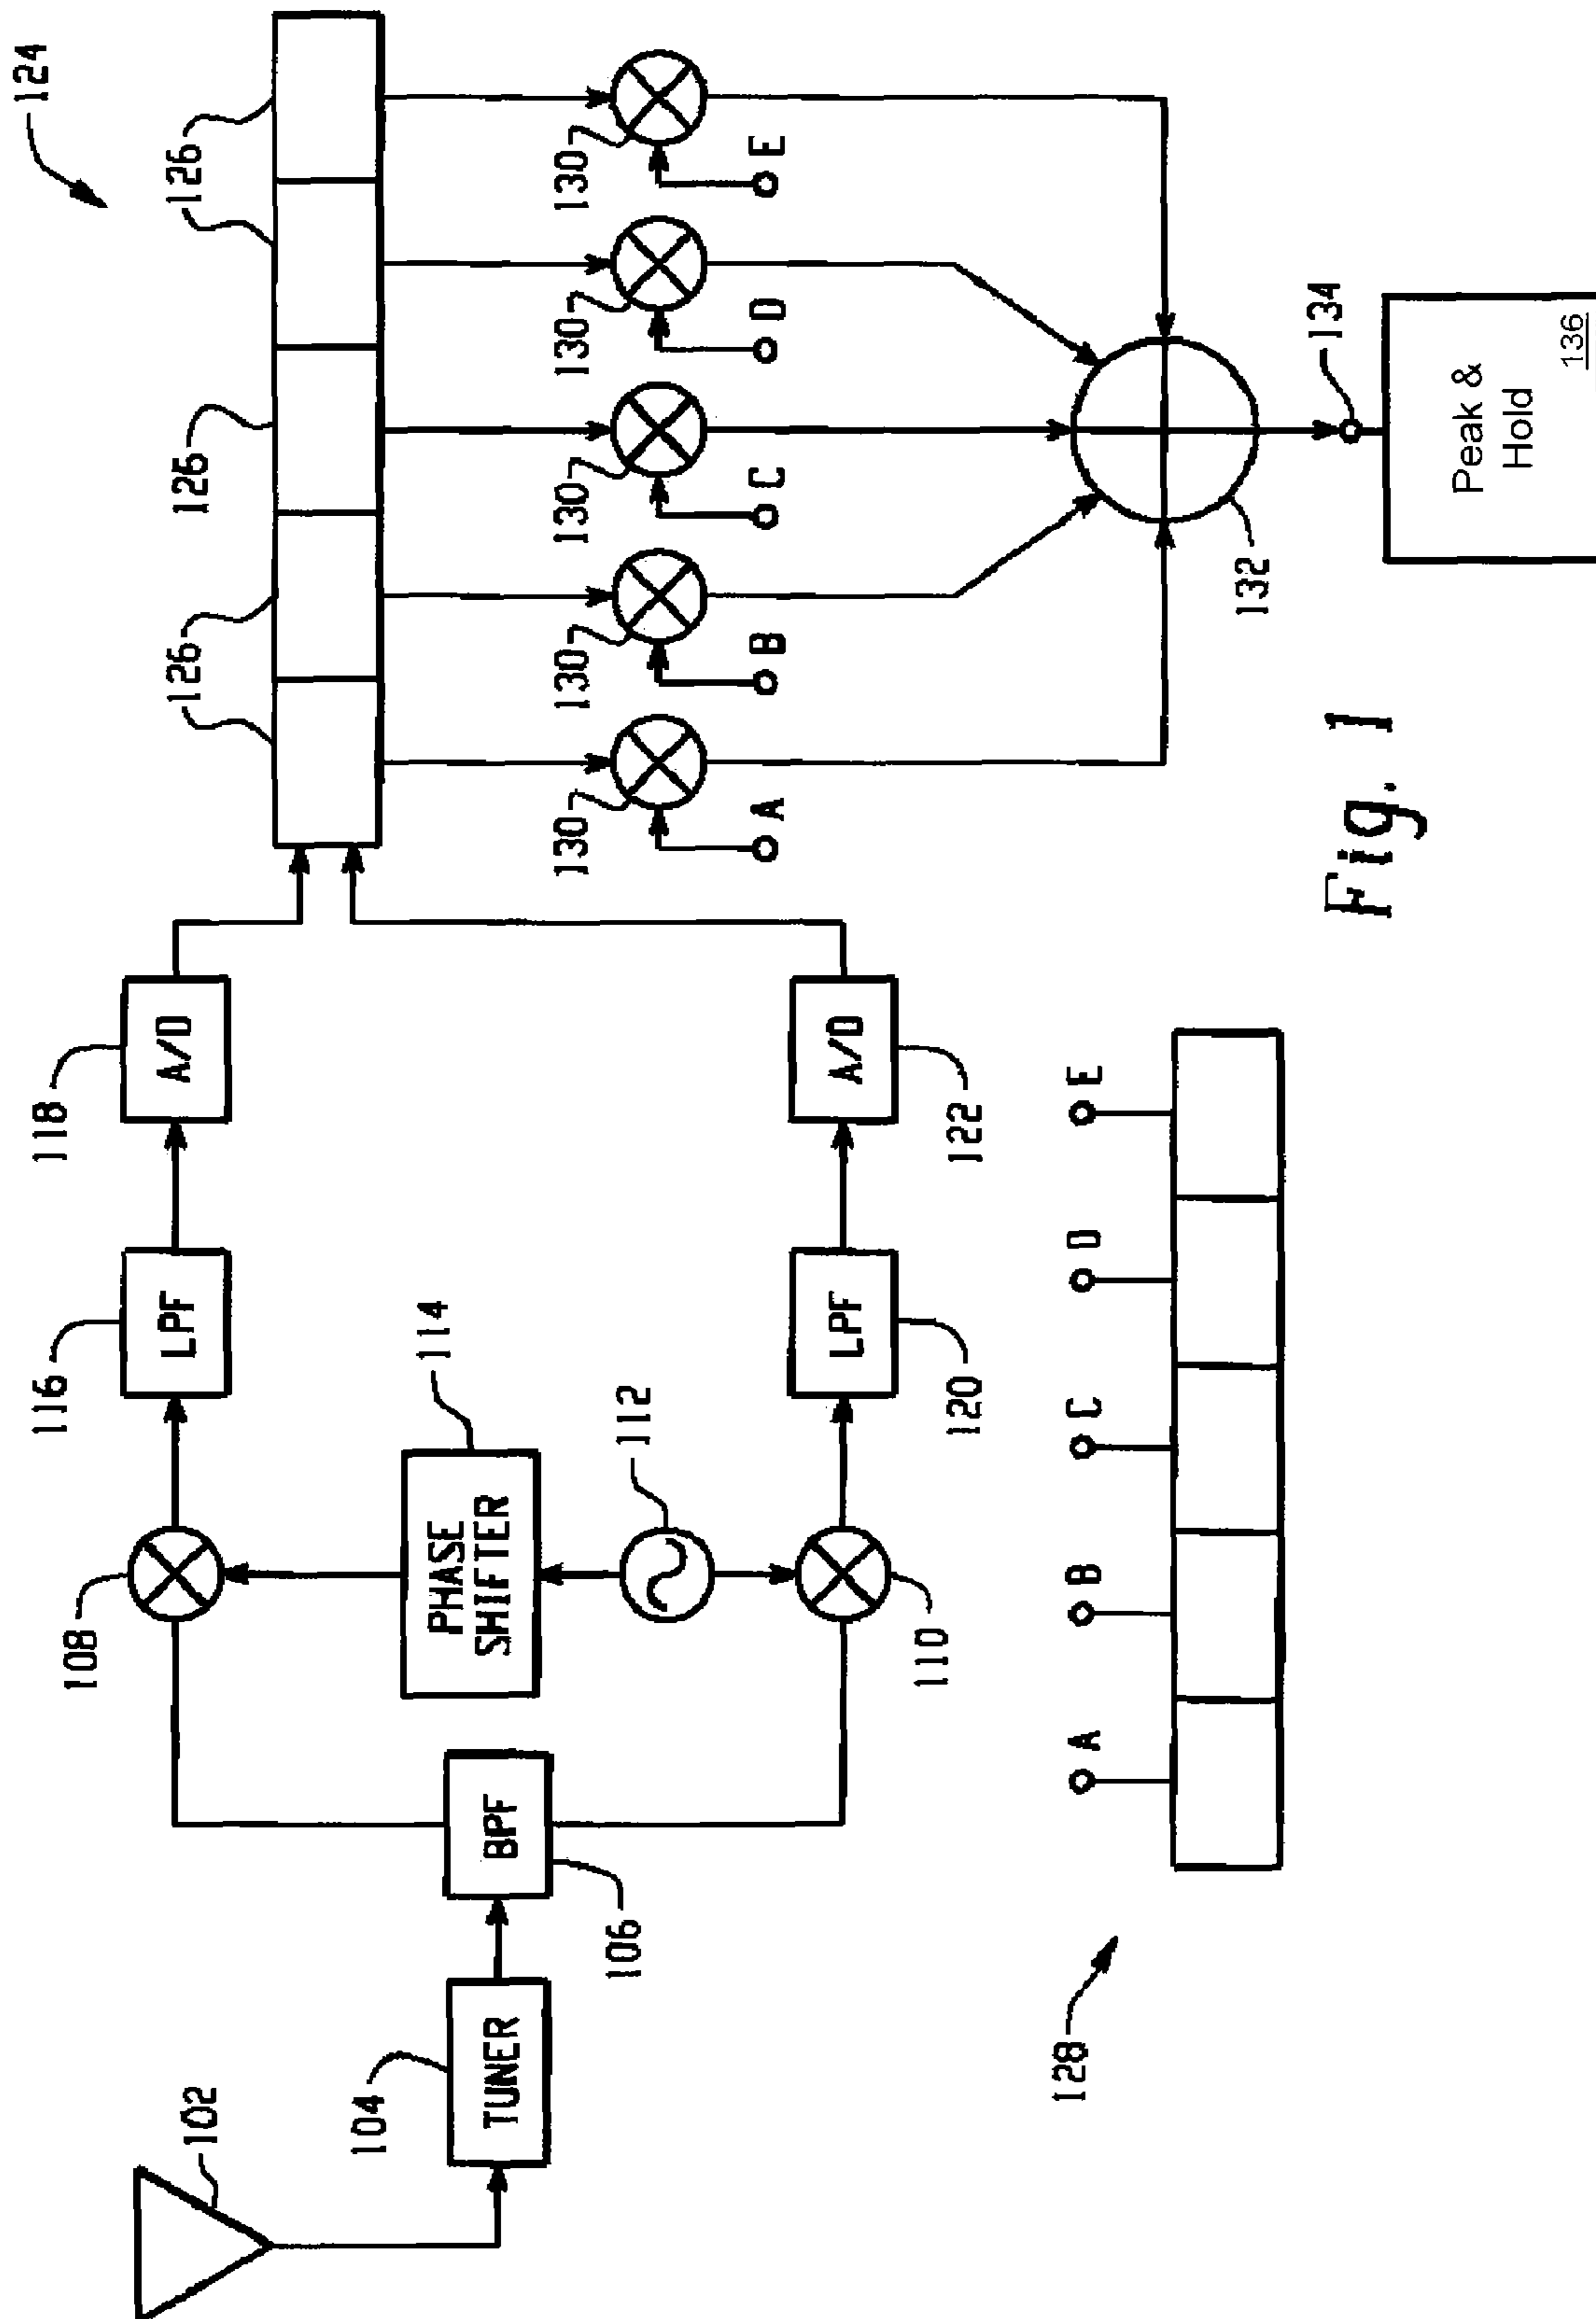 124
126
126
126
126
126
118
A/D
116
LPF
108
114
PHASE
SHIFTER
112
102
104
TUNER
BPF
106
110
LPF
120
A/D
122
130
130
130
130
130
A
B
C
D
E
132
134
Peak &
Hold
136
128
A
B
C
D
E
Fig. 1